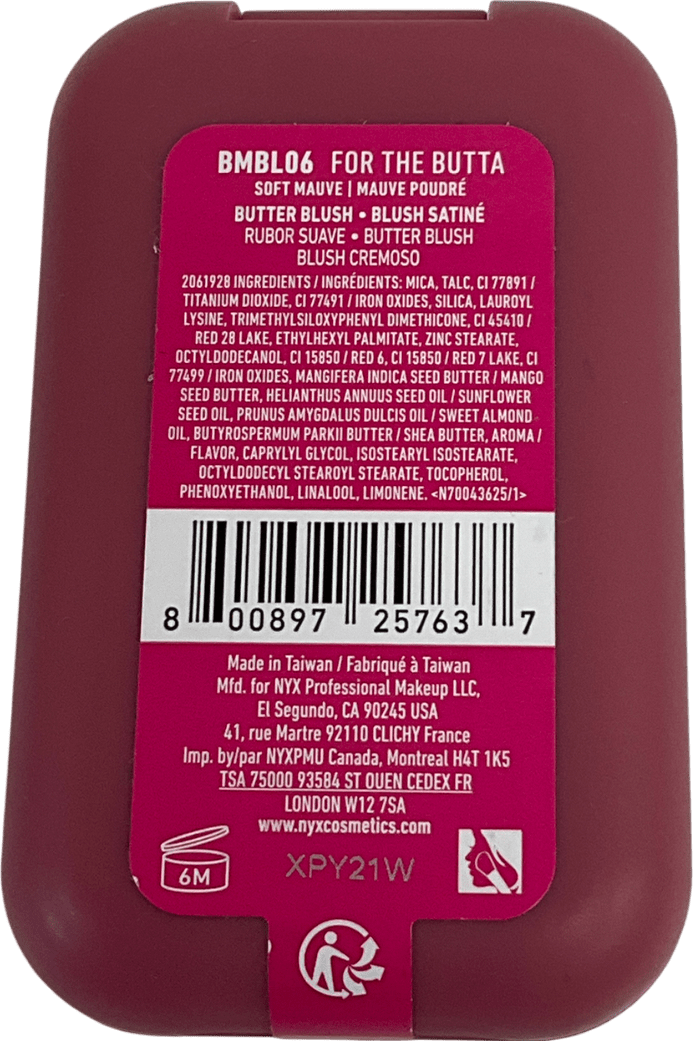 BMBL06 FOR THE BUTTA
SOFT MAUVE | MAUVE POUDRÉ
BUTTER BLUSH • BLUSH SATINÉ
RUBOR SUAVE • BUTTER BLUSH
BLUSH CREMOSO
2061928 INGREDIENTS / INGRÉDIENTS: MICA, TALC, CI 77891 /
TITANIUM DIOXIDE, CI 77491 / IRON OXIDES, SILICA, LAUROYL
LYSINE, TRIMETHYLSILOXYPHENYL DIMETHICONE, CI 45410 /
RED 28 LAKE, ETHYLHEXYL PALMITATE, ZINC STEARATE,
OCTYLDODECANOL, CI 15850 / RED 6, CI 15850 / RED 7 LAKE, CI
77499 / IRON OXIDES, MANGIFERA INDICA SEED BUTTER / MANGO
SEED BUTTER, HELIANTHUS ANNUUS SEED OIL / SUNFLOWER
SEED OIL, PRUNUS AMYGDALUS DULCIS OIL / SWEET ALMOND
OIL, BUTYROSPERMUM PARKII BUTTER / SHEA BUTTER, AROMA /
FLAVOR, CAPRYLYL GLYCOL, ISOSTEARYL ISOSTEARATE,
OCTYLDODECYL STEAROYL STEARATE, TOCOPHEROL,
PHENOXYETHANOL, LINALOOL, LIMONENE. <N70043625/1>
8 00897 25763 7
Made in Taiwan / Fabriqué à Taiwan
Mfd. for NYX Professional Makeup LLC,
El Segundo, CA 90245 USA
41, rue Martre 92110 CLICHY France
Imp. by/par NYXPMU Canada, Montreal H4T 1K5
TSA 75000 93584 ST OUEN CEDEX FR
LONDON W12 7SA
www.nyxcosmetics.com
6M XPY21W